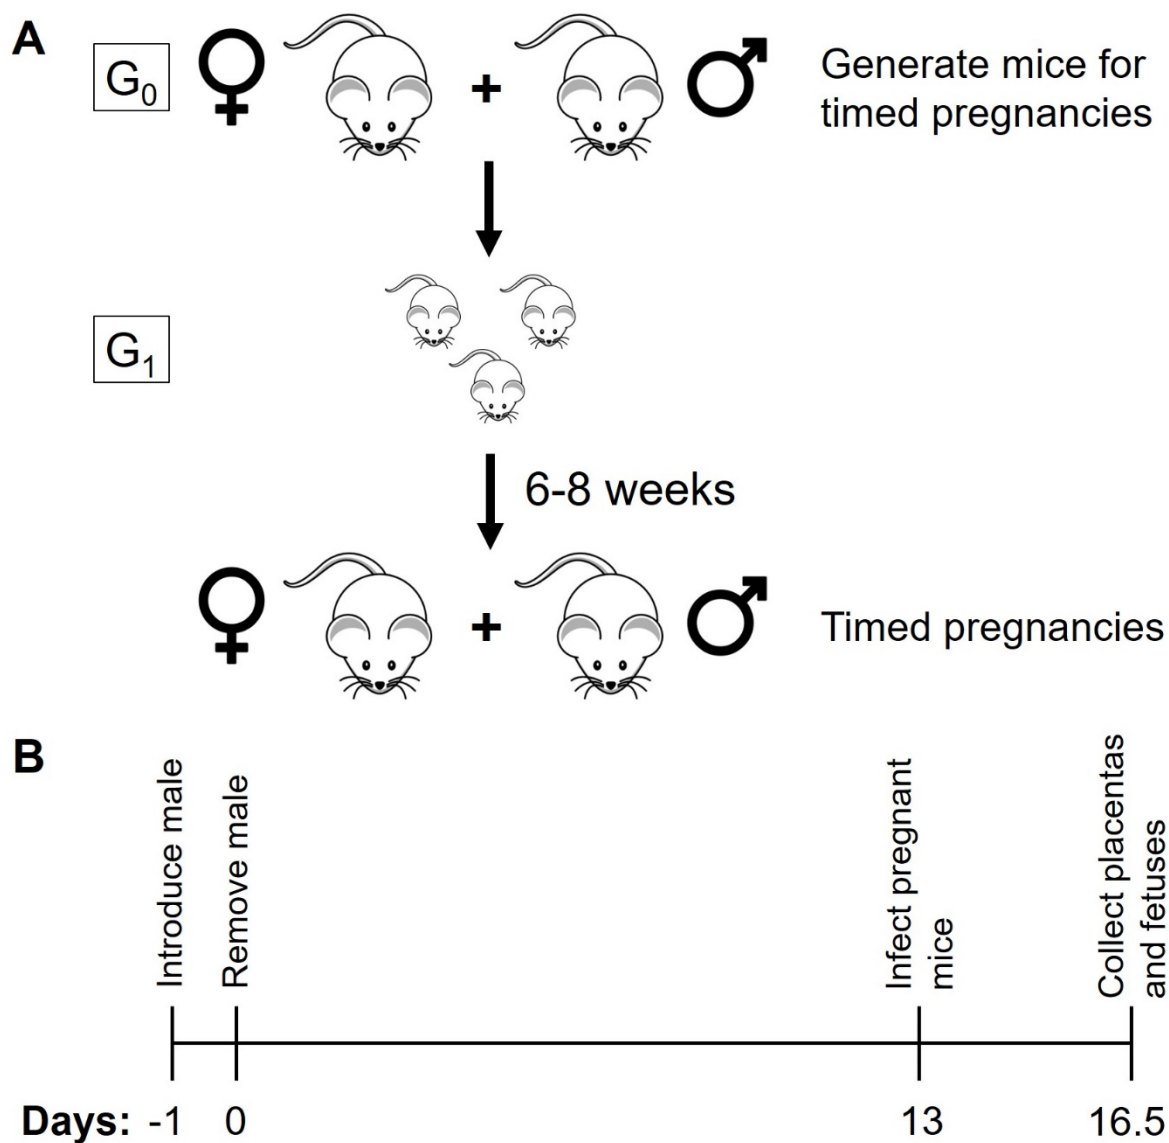 A
G₀
+
Generate mice for
timed pregnancies
G₁
6-8 weeks
+
Timed pregnancies
B
Introduce male
Remove male
Infect pregnant
mice
Collect placentas
and fetuses
Days: -1 0 13 16.5